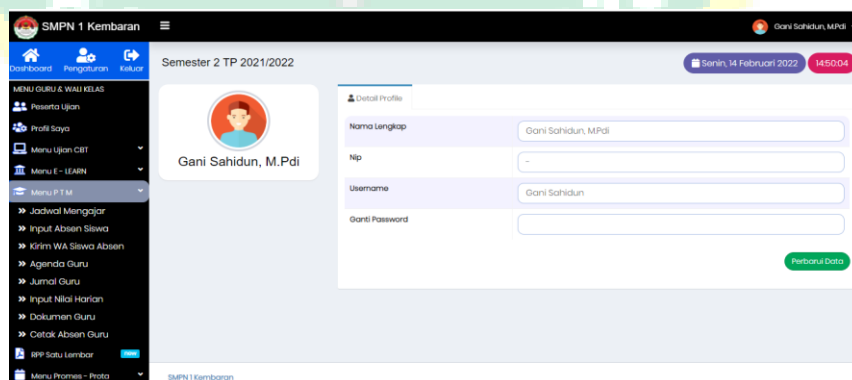 SMPN 1 Kembaran
Gani Sahidun, M.Pdi
Dashboard Pengaturan Keluar
Semester 2 TP 2021/2022
Senin, 14 Februari 2022
14:50:04
MENU GURU & WALI KELAS
Peserta Ujian
Profil Saya
Menu Ujian CBT
Menu E - LEARN
Menu P T M
Jadwal Mengajar
Input Absen Siswa
Kirim WA Siswa Absen
Agenda Guru
Jurnal Guru
Input Nilai Harian
Dokumen Guru
Cetak Absen Guru
RPP Satu Lembar New
Menu Promes - Prota
Gani Sahidun, M.Pdi
Detail Profile
Nama Lengkap Gani Sahidun, M.Pdi
Nip -
Username Gani Sahidun
Ganti Password
Perbarui Data
SMPN 1 Kembaran